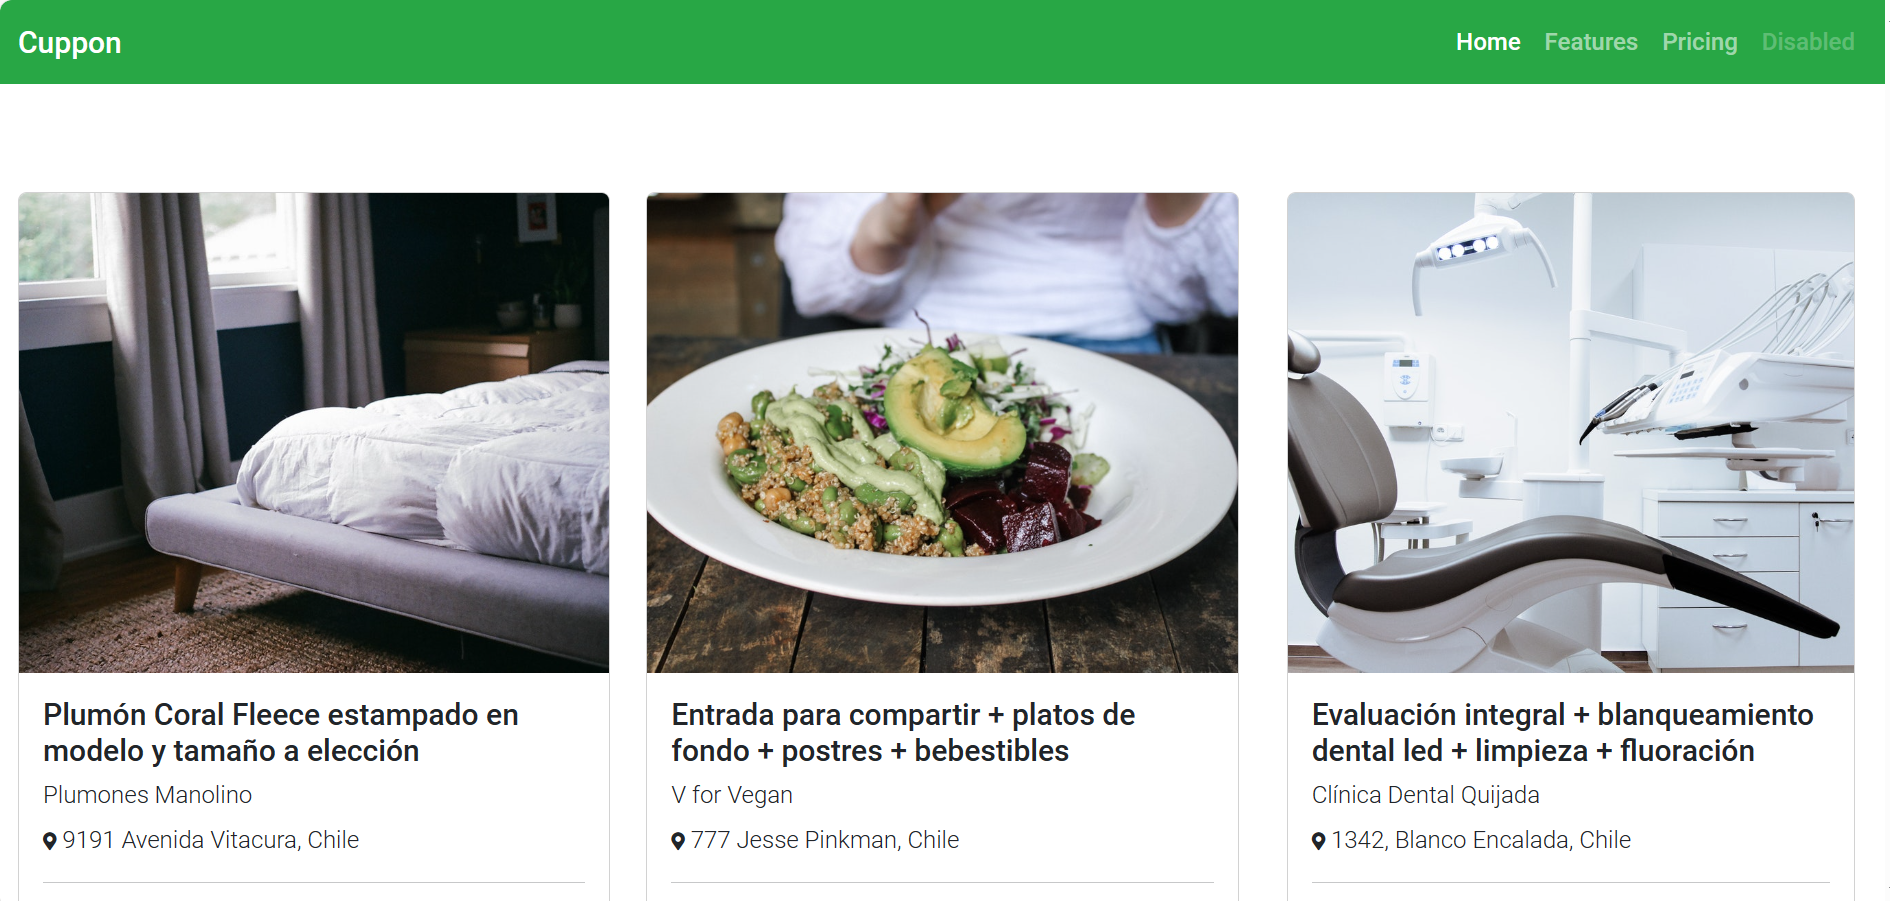 Cuppon
Home Features Pricing Disabled
Plumón Coral Fleece estampado en
modelo y tamaño a elección
Plumones Manolino
9191 Avenida Vitacura, Chile
Entrada para compartir + platos de
fondo + postres + bebestibles
V for Vegan
777 Jesse Pinkman, Chile
Evaluación integral + blanqueamiento
dental led + limpieza + fluoración
Clínica Dental Quijada
1342, Blanco Encalada, Chile